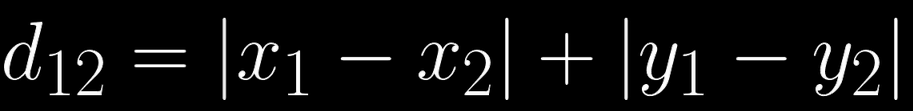 d₁₂ = |x₁ − x₂| + |y₁ − y₂|